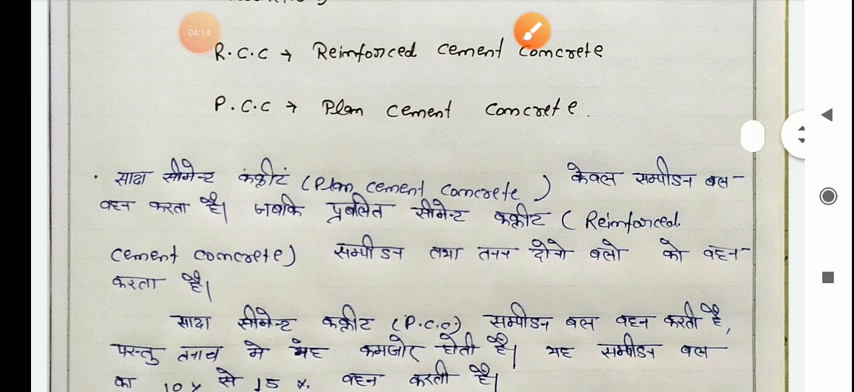 04:14
R.C.C → Reinforced cement concrete
P.C.C → Plan cement concrete.
. सादा सीमेन्ट कंक्रीट (Plan cement concrete) केवल सम्पीडन बल
वहन करता है। जबकि प्रबलित सीमेन्ट कंक्रीट (Reinforced
cement concrete) सम्पीडन तथा तनन दोनो बलो को वहन
करता है।
सादा सीमेन्ट कंक्रीट (P.C.C) सम्पीडन बल वहन करती है,
परन्तु तनाव मे यह कमजोर होती है। यह सम्पीडन बल
का 10% से 15%. वहन करती है।